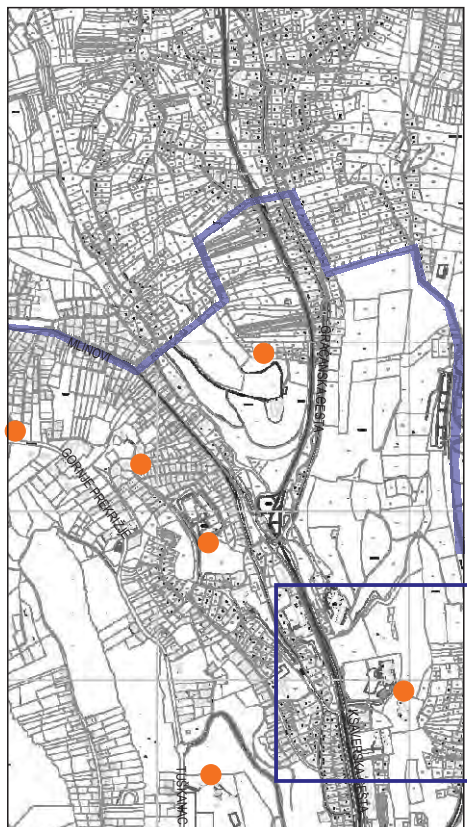 GRAČANSKA CESTA
MLINOVI
GORNJE PREKRIŽJE
KSAVERSKA CESTA
TUŠKANAC